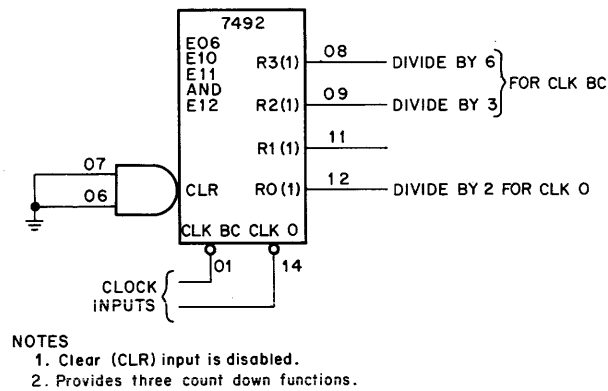 7492
E06
E10
E11
AND
E12
R3(1) 08 DIVIDE BY 6
FOR CLK BC
R2(1) 09 DIVIDE BY 3
R1(1) 11
07
06
CLR
R0(1) 12 DIVIDE BY 2 FOR CLK 0
CLK BC CLK 0
01 14
CLOCK
INPUTS
NOTES
1. Clear (CLR) input is disabled.
2. Provides three count down functions.